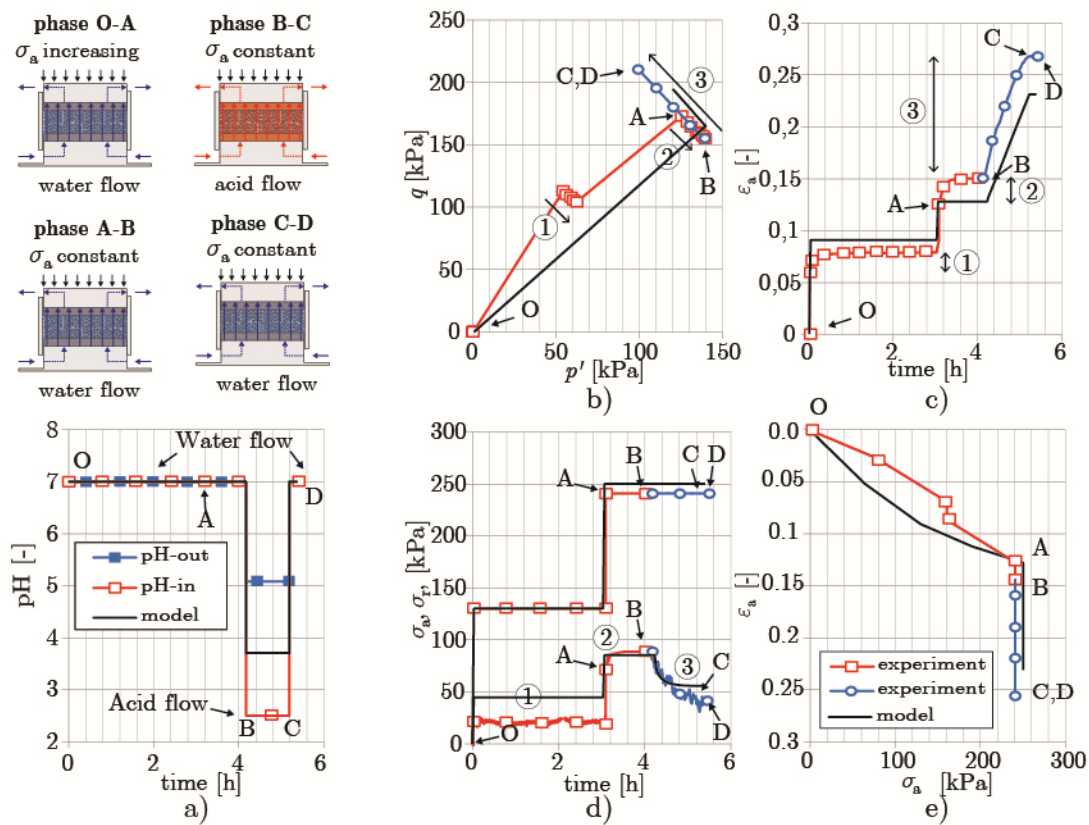 phase O-A
σa increasing
water flow
phase B-C
σa constant
acid flow
phase A-B
σa constant
water flow
phase C-D
σa constant
water flow
250
200
150
100
50
0
q [kPa]
0
50
100
150
p' [kPa]
b)
C,D
A
B
O
1
2
3
0,3
0,25
0,2
0,15
0,1
0,05
0
εa [-]
0
2
4
6
time [h]
c)
C
D
B
A
O
3
2
1
8
7
6
5
4
3
2
pH [-]
0
2
4
6
time [h]
a)
O
Water flow
A
D
pH-out
pH-in
model
Acid flow
B
C
300
250
200
150
100
50
0
σa, σr, [kPa]
0
2
4
6
time [h]
d)
A
B
C
D
A
2
B
3
C
D
1
O
O
0.0
0.05
0.1
0.15
0.2
0.25
0.3
εa [-]
0
100
200
300
σa [kPa]
e)
A
B
C,D
experiment
experiment
model